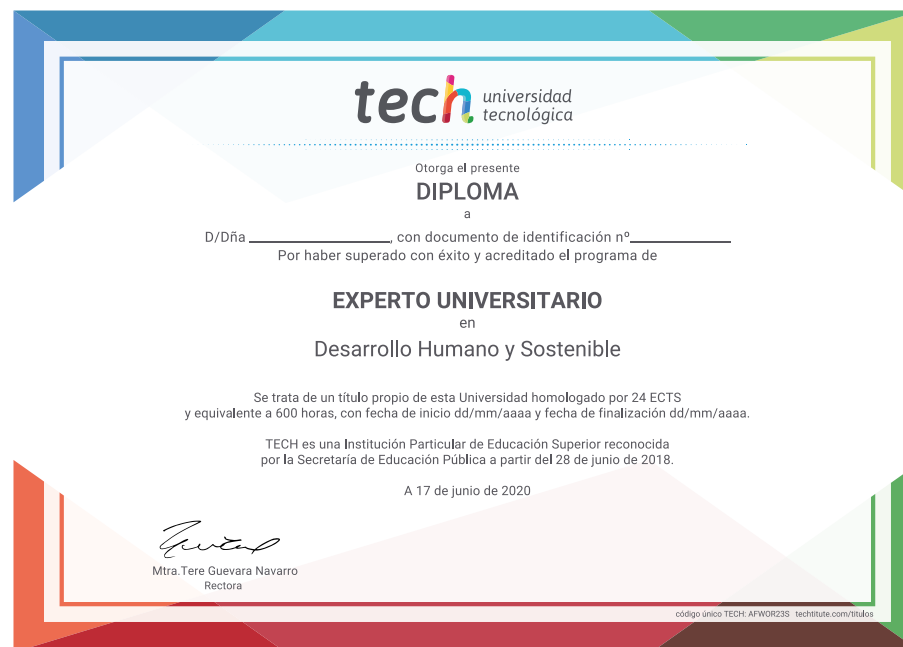 tech universidad
tecnológica
Otorga el presente
DIPLOMA
a
D/Dña ____________________, con documento de identificación nº______________
Por haber superado con éxito y acreditado el programa de
EXPERTO UNIVERSITARIO
en
Desarrollo Humano y Sostenible
Se trata de un título propio de esta Universidad homologado por 24 ECTS
y equivalente a 600 horas, con fecha de inicio dd/mm/aaaa y fecha de finalización dd/mm/aaaa.
TECH es una Institución Particular de Educación Superior reconocida
por la Secretaría de Educación Pública a partir del 28 de junio de 2018.
A 17 de junio de 2020
Mtra.Tere Guevara Navarro
Rectora
código único TECH: AFWOR23S techtitute.com/titulos